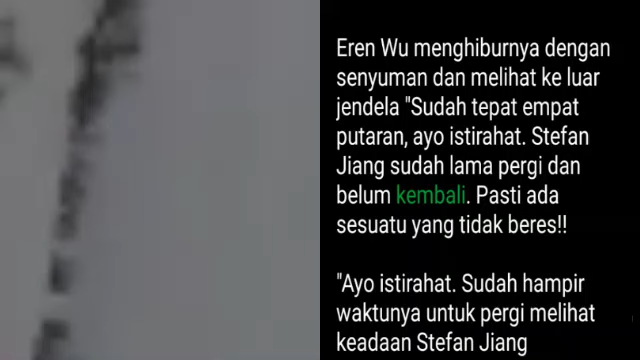 Eren Wu menghiburnya dengan
senyuman dan melihat ke luar
jendela "Sudah tepat empat
putaran, ayo istirahat. Stefan
Jiang sudah lama pergi dan
belum kembali. Pasti ada
sesuatu yang tidak beres!!
"Ayo istirahat. Sudah hampir
waktunya untuk pergi melihat
keadaan Stefan Jiang